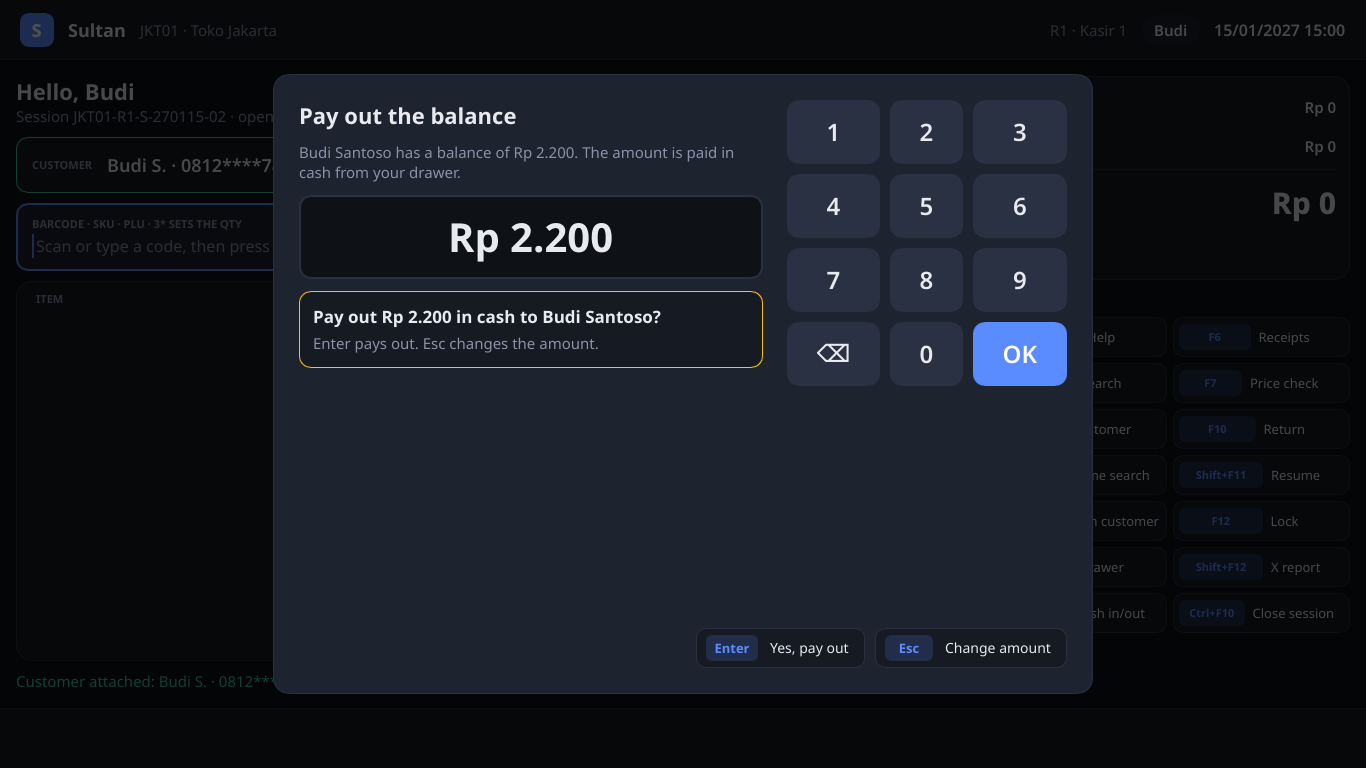 S Sultan JKT01 · Toko Jakarta
R1 · Kasir 1 Budi 15/01/2027 15:00
Hello, Budi
Session JKT01-R1-S-270115-02 · open
CUSTOMER Budi S. · 0812****7
BARCODE · SKU · PLU · 3* SETS THE QTY
Scan or type a code, then press
ITEM
Customer attached: Budi S. · 0812***
Pay out the balance
Budi Santoso has a balance of Rp 2.200. The amount is paid in
cash from your drawer.
Rp 2.200
Pay out Rp 2.200 in cash to Budi Santoso?
Enter pays out. Esc changes the amount.
1 2 3
4 5 6
7 8 9
⌫ 0 OK
Enter Yes, pay out Esc Change amount
Rp 0
Rp 0
Rp 0
Help F6 Receipts
F7 Price check
F10 Return
search Shift+F11 Resume
customer F12 Lock
Shift+F12 X report
in/out Ctrl+F10 Close session